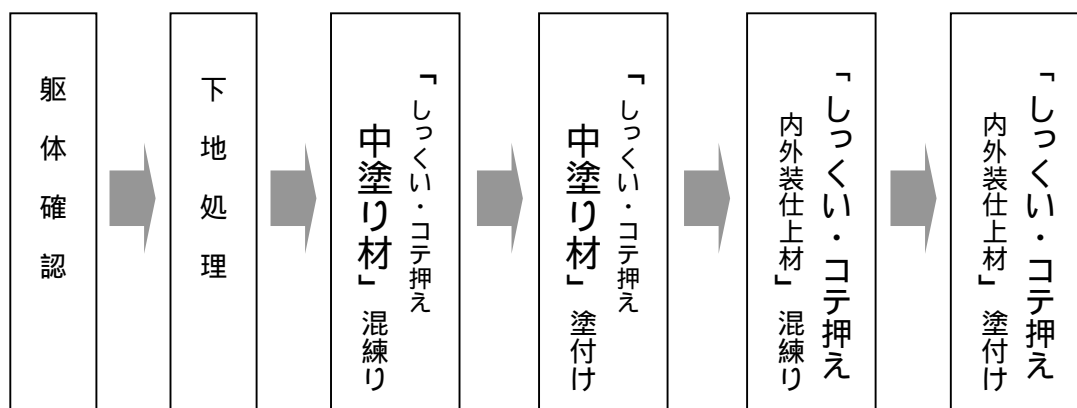 躯体確認
下地処理
「しっくい・コテ押え
中塗り材」混練り
「しっくい・コテ押え
中塗り材」塗付け
「しっくい・コテ押え
内外装仕上材」混練り
「しっくい・コテ押え
内外装仕上材」塗付け